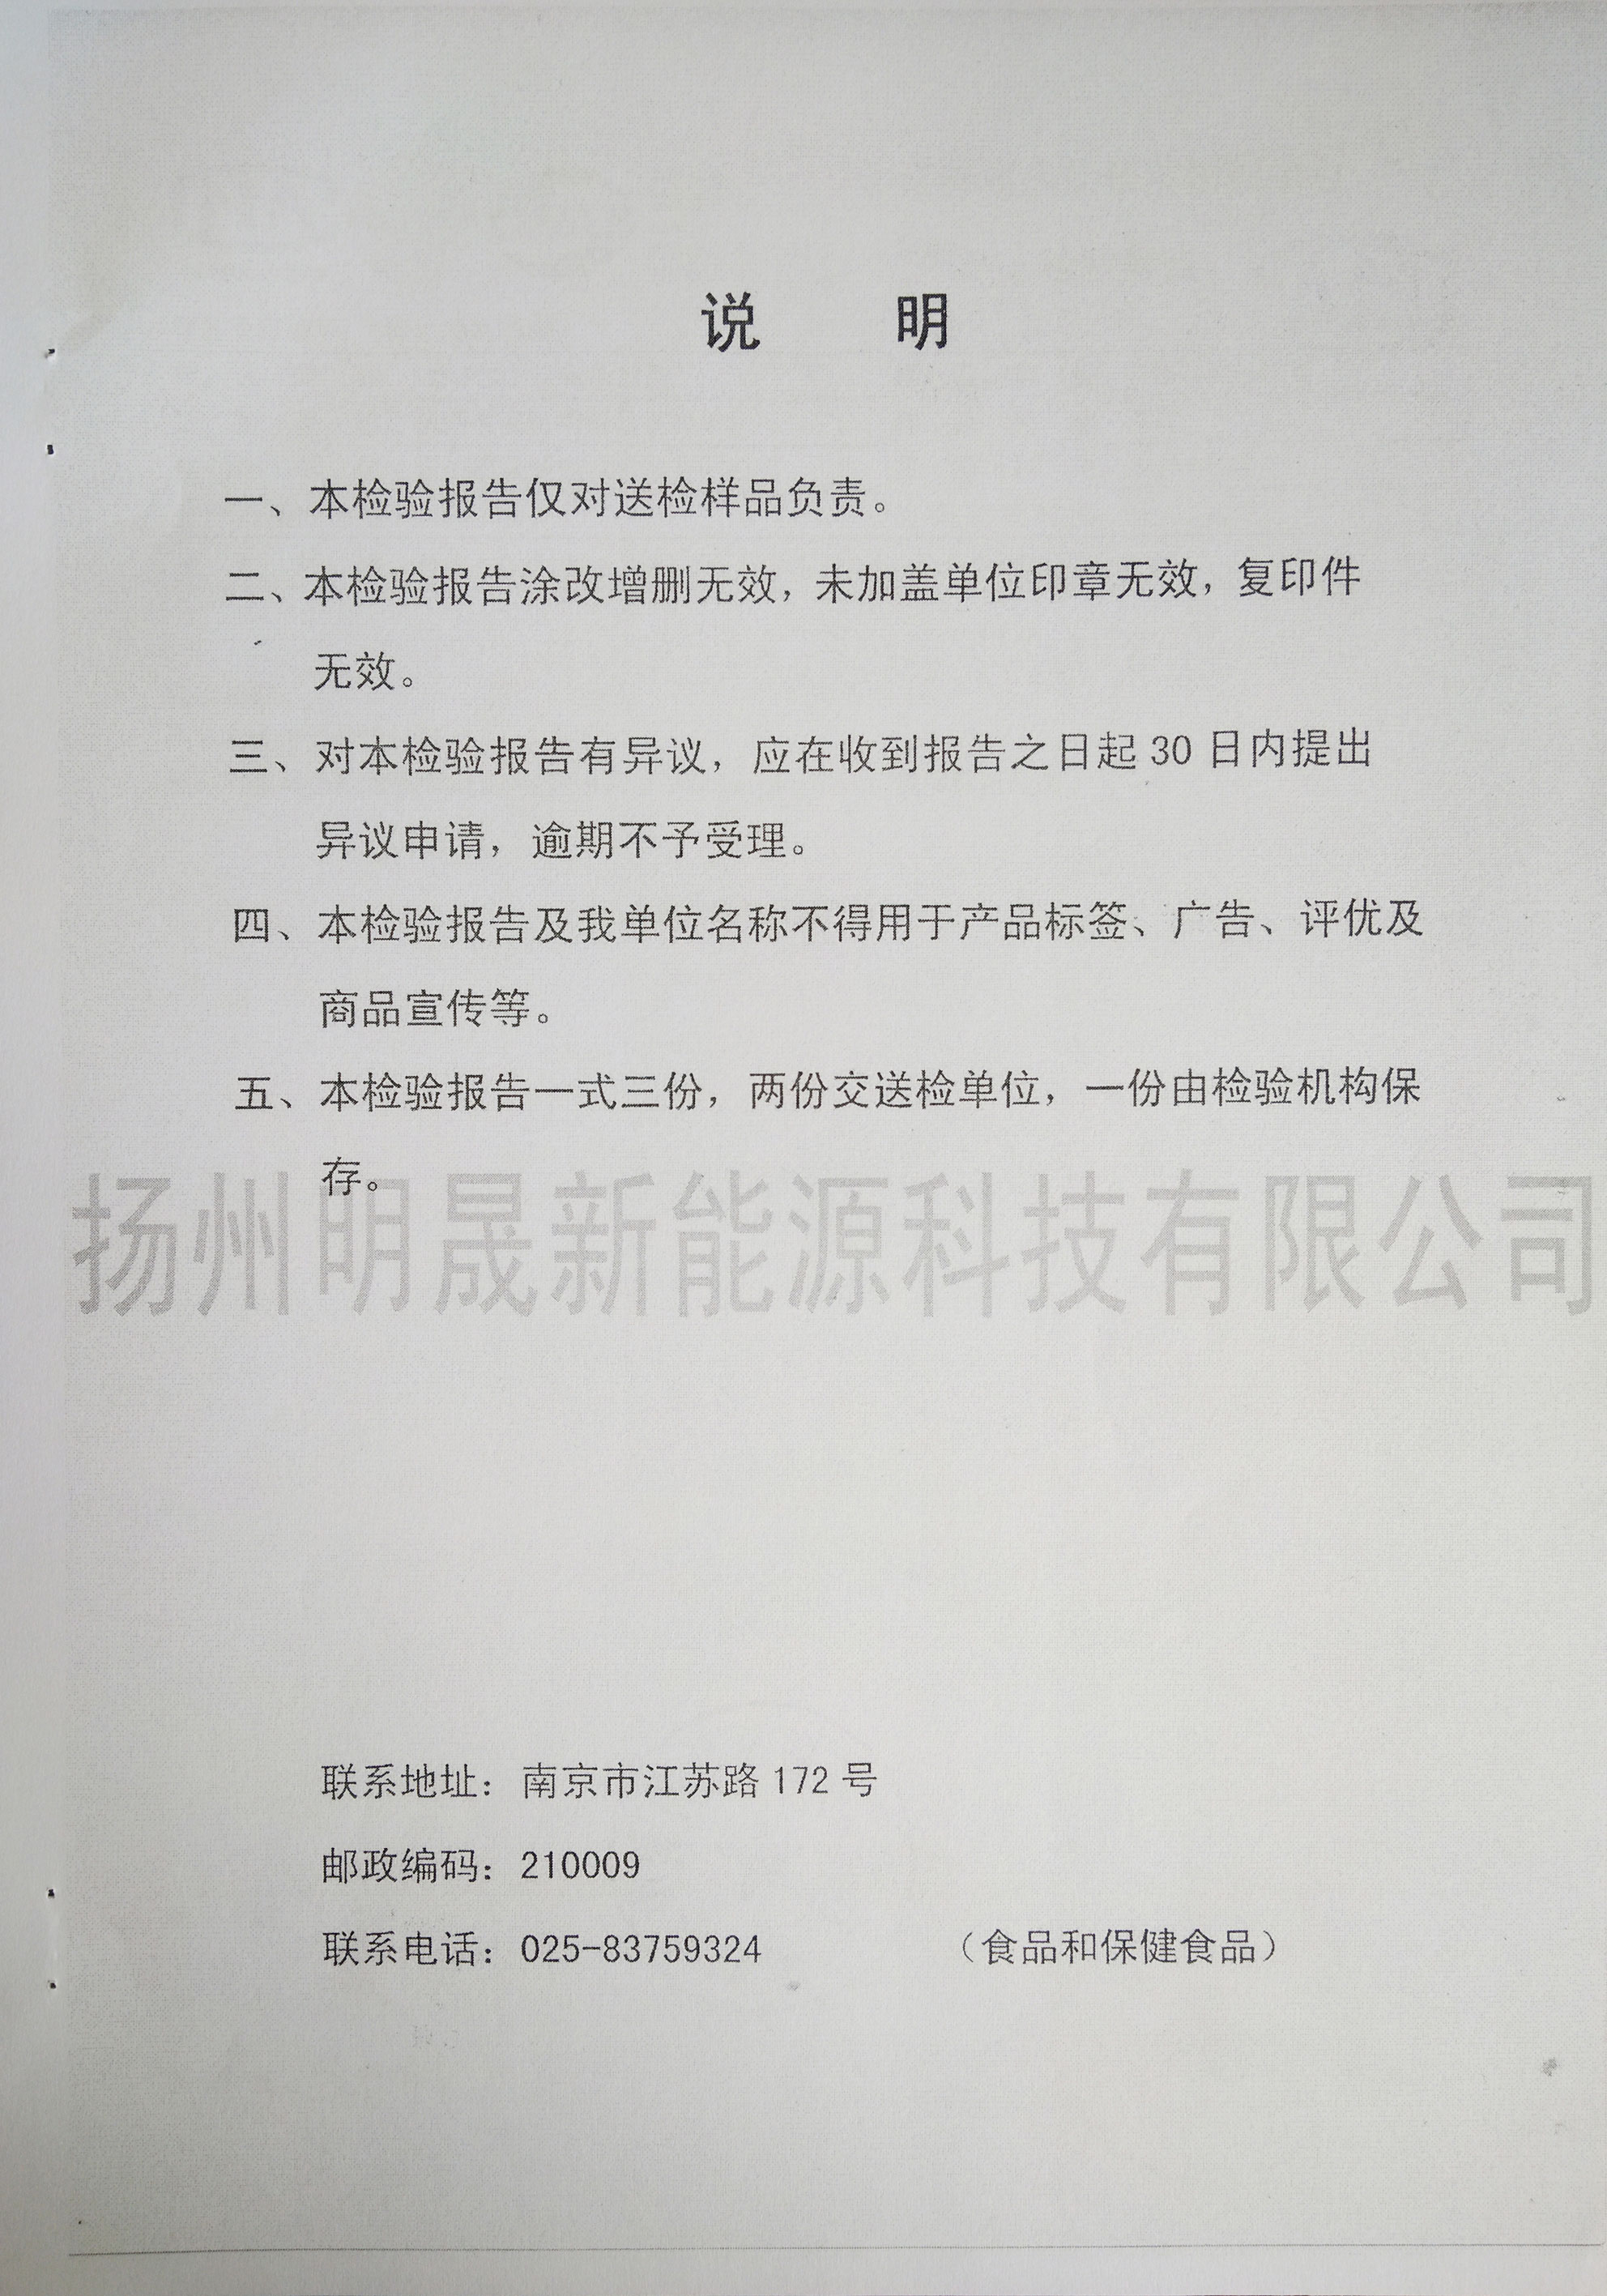 说 明
一、本检验报告仅对送检样品负责。
二、本检验报告涂改增删无效，未加盖单位印章无效，复印件
无效。
三、对本检验报告有异议，应在收到报告之日起 30 日内提出
异议申请，逾期不予受理。
四、本检验报告及我单位名称不得用于产品标签、广告、评优及
商品宣传等。
五、本检验报告一式三份，两份交送检单位，一份由检验机构保
存。
扬州明晟新能源科技有限公司
联系地址：南京市江苏路 172 号
邮政编码：210009
联系电话：025-83759324 （食品和保健食品）